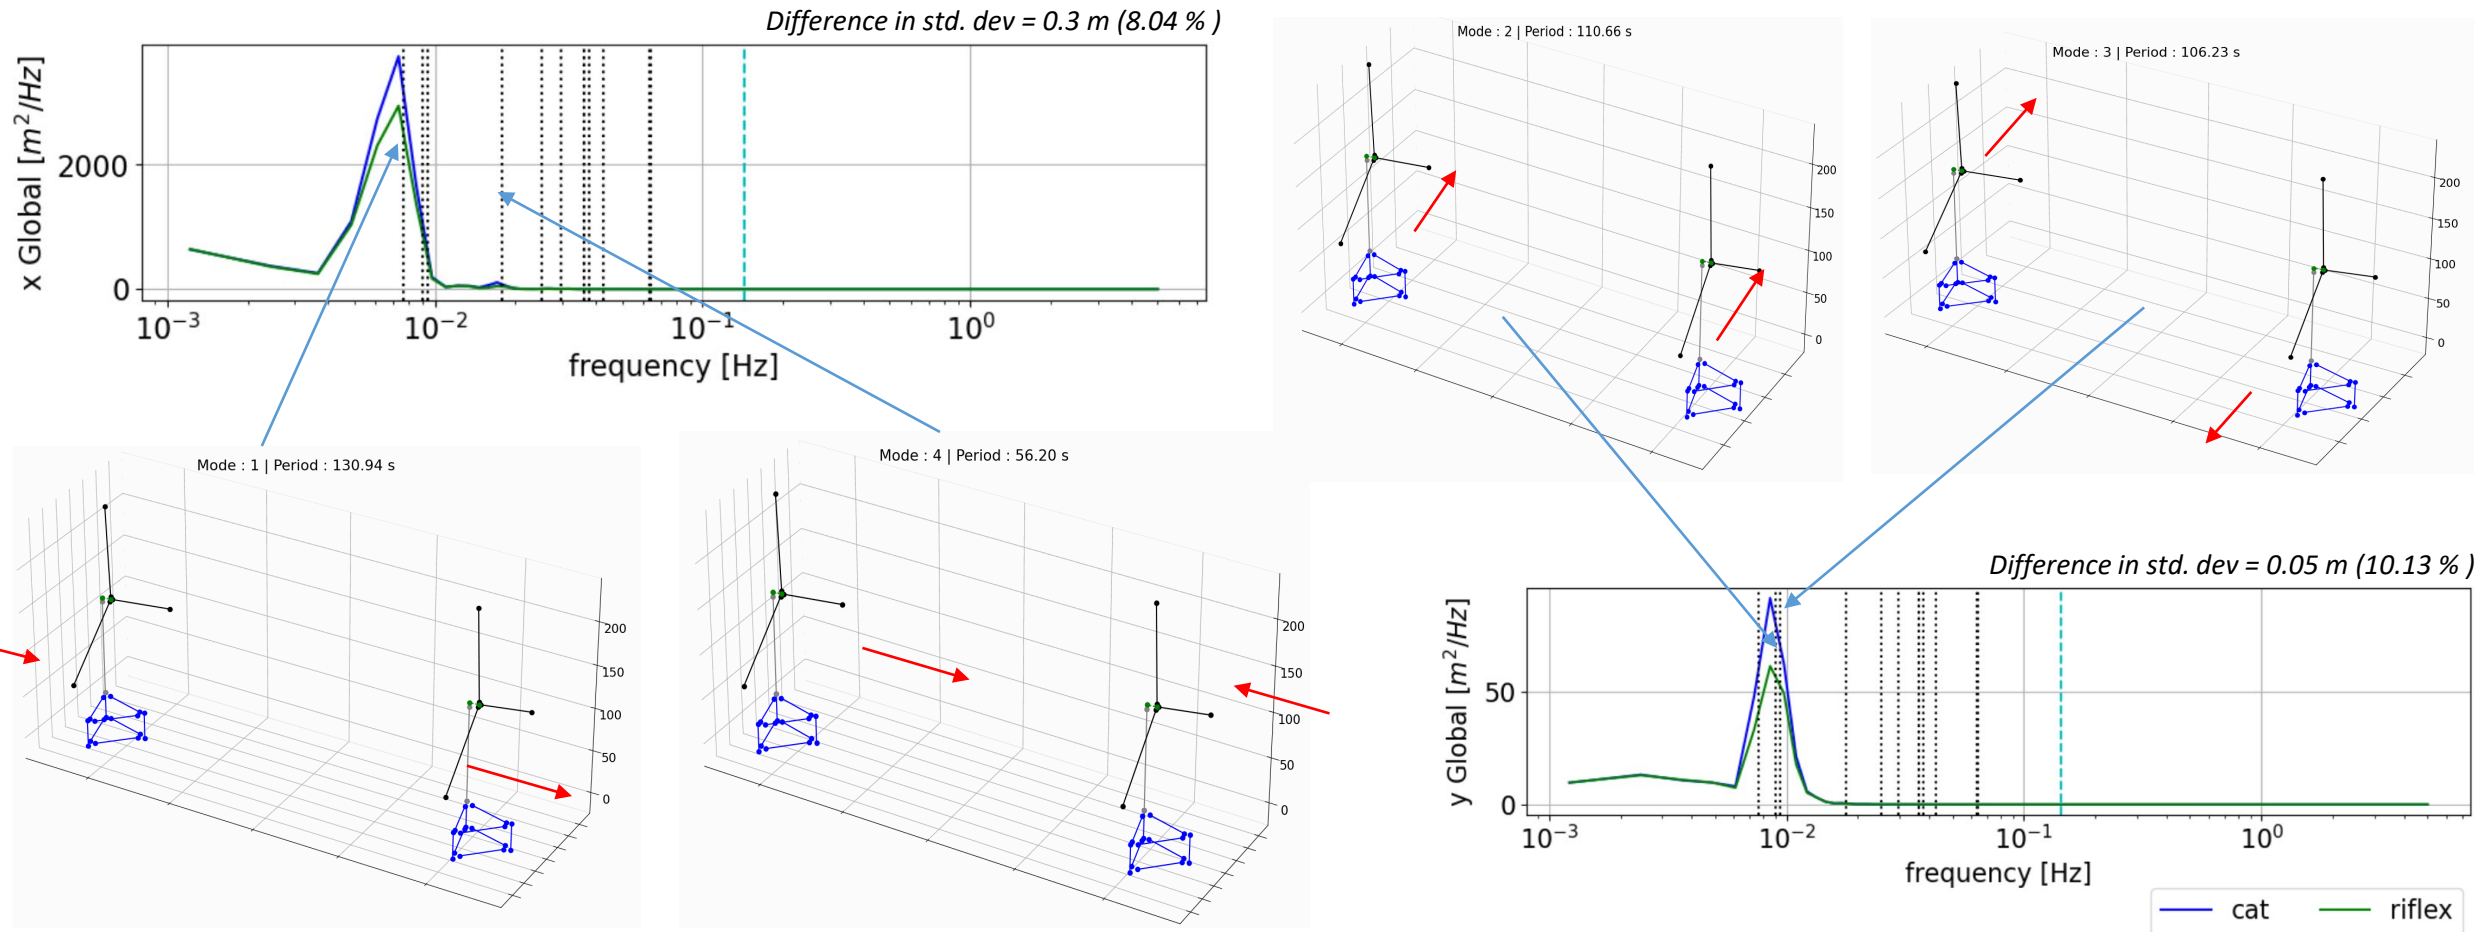 Difference in std. dev = 0.3 m (8.04 % )
x Global [m²/Hz]
2000
0
10⁻³ 10⁻² 10⁻¹ 10⁰
frequency [Hz]
Mode : 2 | Period : 110.66 s
200
150
100
50
0
Mode : 3 | Period : 106.23 s
200
150
100
50
0
Mode : 1 | Period : 130.94 s
200
150
100
50
0
Mode : 4 | Period : 56.20 s
200
150
100
50
0
Difference in std. dev = 0.05 m (10.13 % )
y Global [m²/Hz]
50
0
10⁻³ 10⁻² 10⁻¹ 10⁰
frequency [Hz]
cat riflex